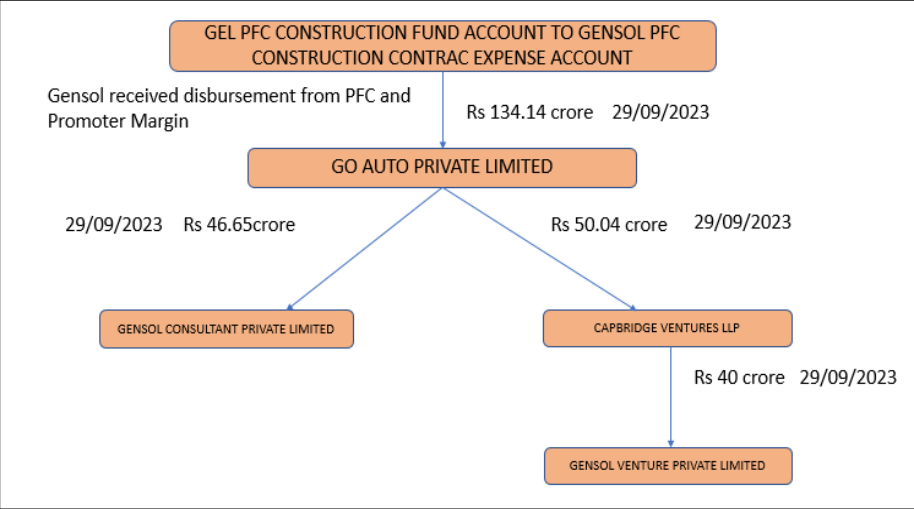 GEL PFC CONSTRUCTION FUND ACCOUNT TO GENSOL PFC
CONSTRUCTION CONTRAC EXPENSE ACCOUNT
Gensol received disbursement from PFC and
Promoter Margin
Rs 134.14 crore 29/09/2023
GO AUTO PRIVATE LIMITED
29/09/2023 Rs 46.65crore
Rs 50.04 crore 29/09/2023
GENSOL CONSULTANT PRIVATE LIMITED
CAPBRIDGE VENTURES LLP
Rs 40 crore 29/09/2023
GENSOL VENTURE PRIVATE LIMITED